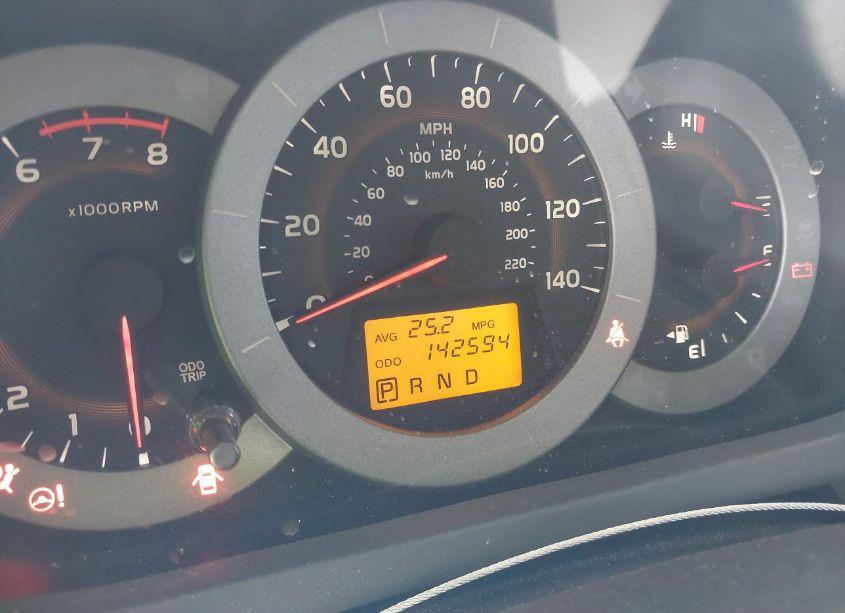 6 7 8
x1000RPM
ODO
TRIP
2 1 0
0 20 40 60 80 100 120 140
MPH
0 20 40 60 80 100 120 140 160 180 200 220
km/h
AVG. 25.2 MPG
ODO 142594
P R N D
H
F
E